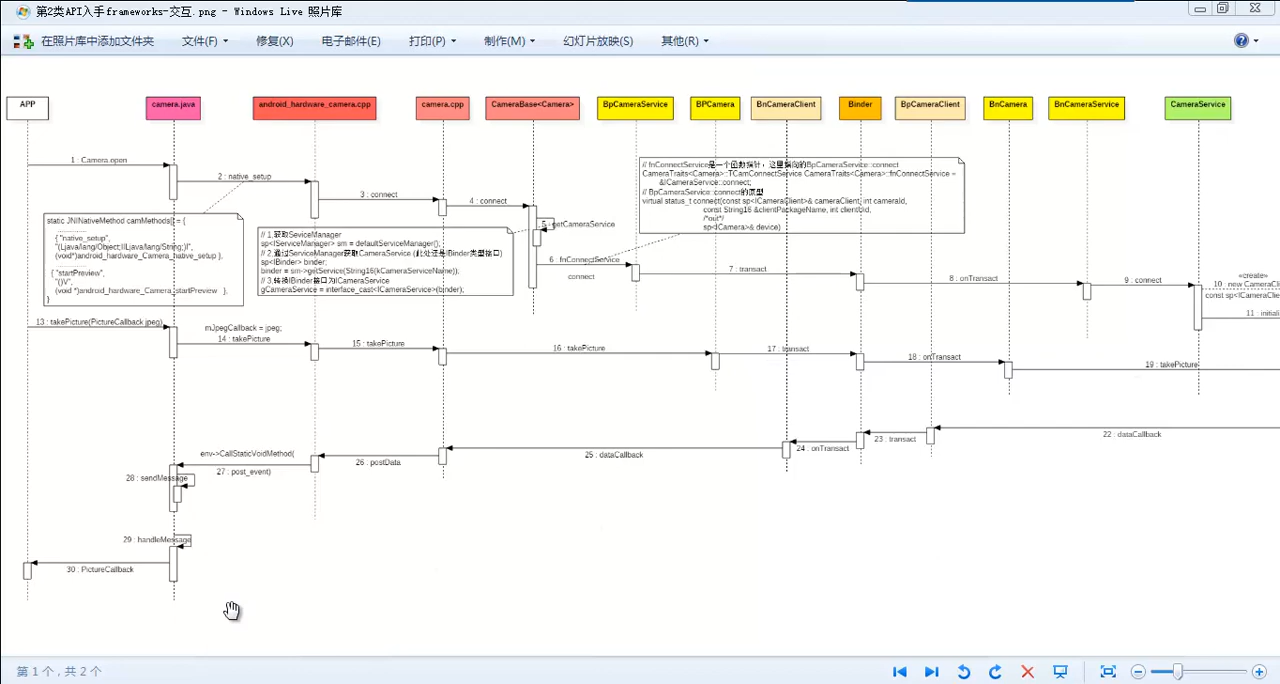 第2类API入手frameworks-交互.png - Windows Live 照片库
在照片库中添加文件夹 文件(F) 修复(X) 电子邮件(E) 打印(P) 制作(M) 幻灯片放映(S) 其他(R)
APP
camera.java
android_hardware_camera.cpp
camera.cpp
CameraBase<Camera>
BpCameraService
BPCamera
BnCameraClient
Binder
BpCameraClient
BnCamera
BnCameraService
CameraService
1 : Camera.open
2 : native_setup
3 : connect
4 : connect
5 : getCameraService
6 : fnConnectService
connect
7 : transact
8 : onTransact
9 : connect
«create»
10 : new CameraCli
const sp<ICameraCl
11 : initiali
// fnConnectService是一个函数指针，这里指向的BpCameraService::connect
CameraTraits<Camera>::TCamConnectService CameraTraits<Camera>::fnConnectService =
&ICameraService::connect;
// BpCameraService::connect的原型
virtual status_t connect(const sp<ICameraClient>& cameraClient, int cameraId,
const String16 &clientPackageName, int clientUid,
/*out*/
sp<ICamera>& device)
static JNINativeMethod camMethods[] = {
{ "native_setup",
"(Ljava/lang/Object;IILjava/lang/String;)I",
(void*)android_hardware_Camera_native_setup },
{ "startPreview",
"()V",
(void *)android_hardware_Camera_startPreview },
}
// 1.获取SeviceManager
sp<IServiceManager> sm = defaultServiceManager();
// 2.通过ServiceManager获取CameraService (此处还是IBinder类型接口)
sp<IBinder> binder;
binder = sm->getService(String16(kCameraServiceName));
// 3.转换IBinder接口为ICameraService
gCameraService = interface_cast<ICameraService>(binder);
13 : takePicture(PictureCallback jpeg)
mJpegCallback = jpeg;
14 : takePicture
15 : takePicture
16 : takePicture
17 : transact
18 : onTransact
19 : takePicture
22 : dataCallback
23 : transact
24 : onTransact
25 : dataCallback
26 : postData
env->CallStaticVoidMethod(
27 : post_event)
28 : sendMessage
29 : handleMessage
30 : PictureCallback
第 1 个，共 2 个